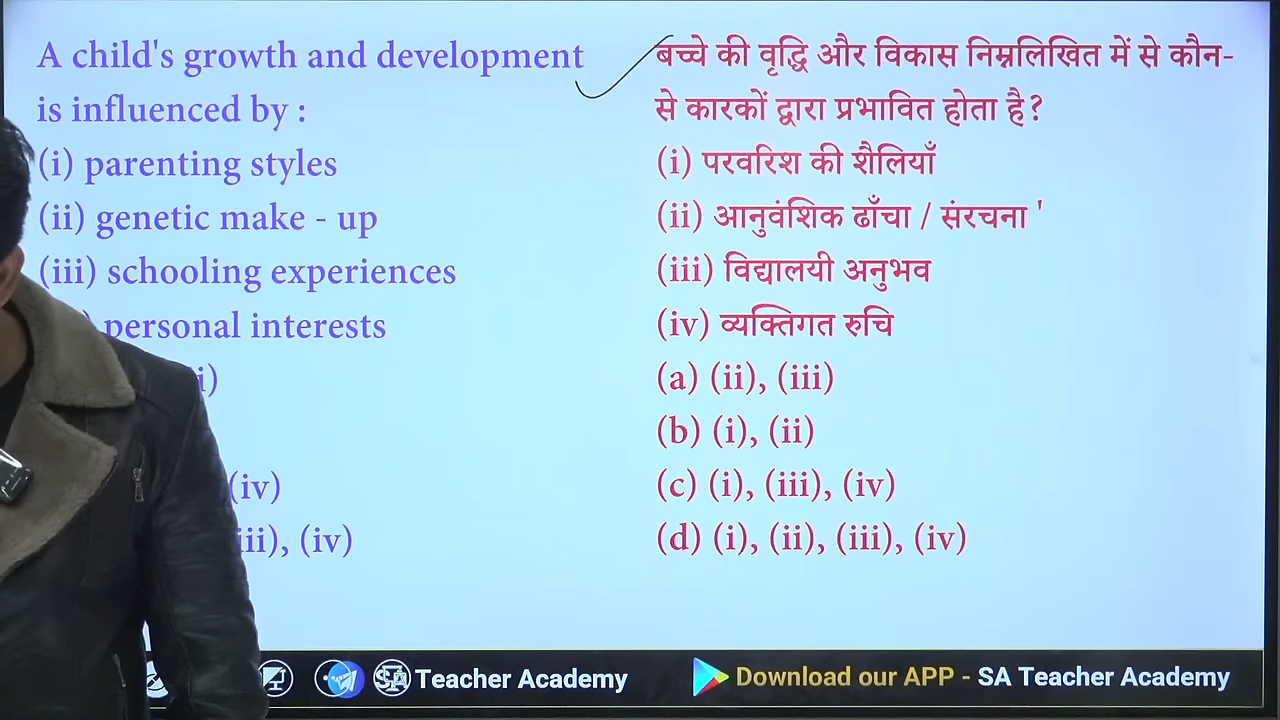 A child's growth and development
is influenced by :
(i) parenting styles
(ii) genetic make - up
(iii) schooling experiences
personal interests
(iv)
iii), (iv)
बच्चे की वृद्धि और विकास निम्नलिखित में से कौन-
से कारकों द्वारा प्रभावित होता है?
(i) परवरिश की शैलियाँ
(ii) आनुवंशिक ढाँचा / संरचना '
(iii) विद्यालयी अनुभव
(iv) व्यक्तिगत रुचि
(a) (ii), (iii)
(b) (i), (ii)
(c) (i), (iii), (iv)
(d) (i), (ii), (iii), (iv)
Teacher Academy
Download our APP - SA Teacher Academy